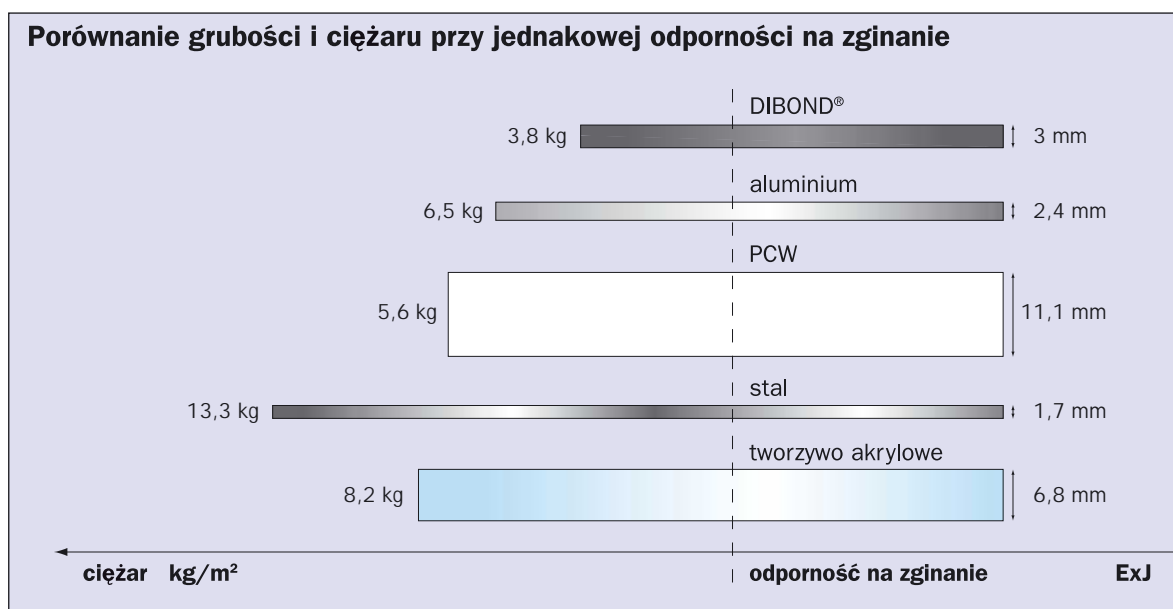 Porównanie grubości i ciężaru przy jednakowej odporności na zginanie
DIBOND®
3,8 kg
3 mm
aluminium
6,5 kg
2,4 mm
PCW
5,6 kg
11,1 mm
stal
13,3 kg
1,7 mm
tworzywo akrylowe
8,2 kg
6,8 mm
ciężar kg/m²
odporność na zginanie
ExJ